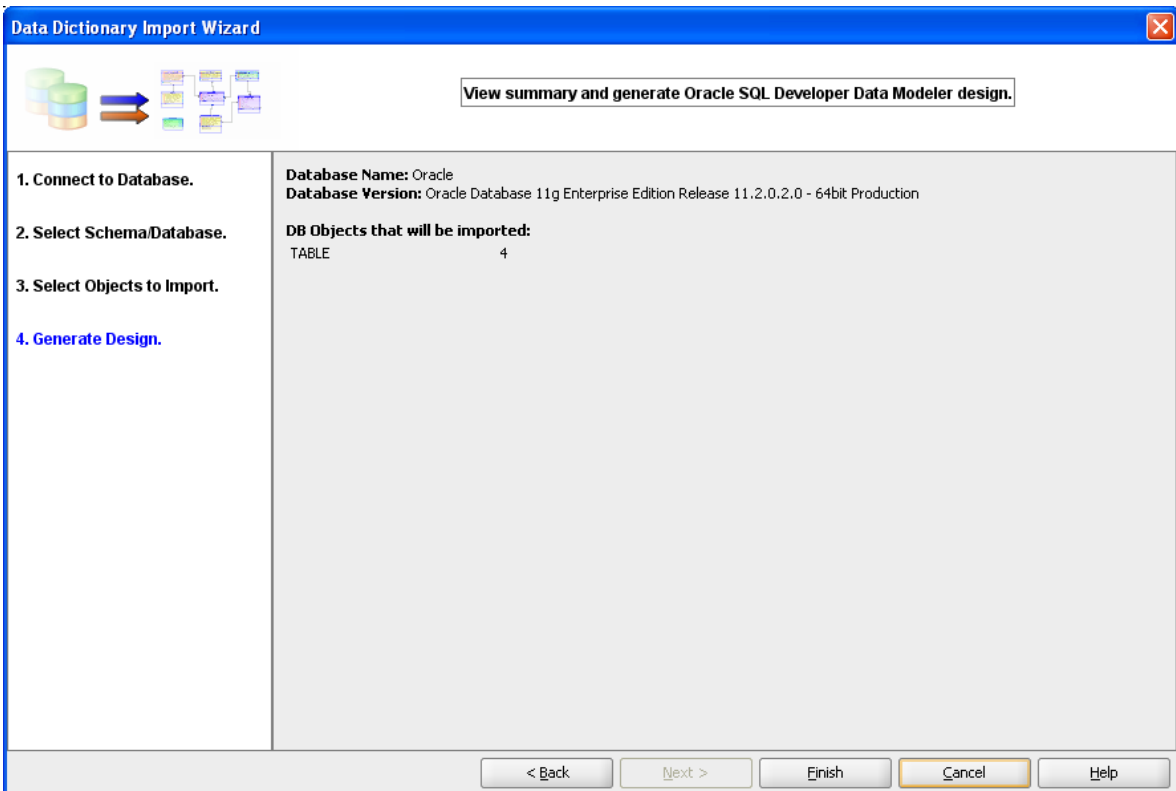 Data Dictionary Import Wizard
View summary and generate Oracle SQL Developer Data Modeler design.
1. Connect to Database.
2. Select Schema/Database.
3. Select Objects to Import.
4. Generate Design.
Database Name: Oracle
Database Version: Oracle Database 11g Enterprise Edition Release 11.2.0.2.0 - 64bit Production
DB Objects that will be imported:
TABLE 4
< Back Next > Finish Cancel Help